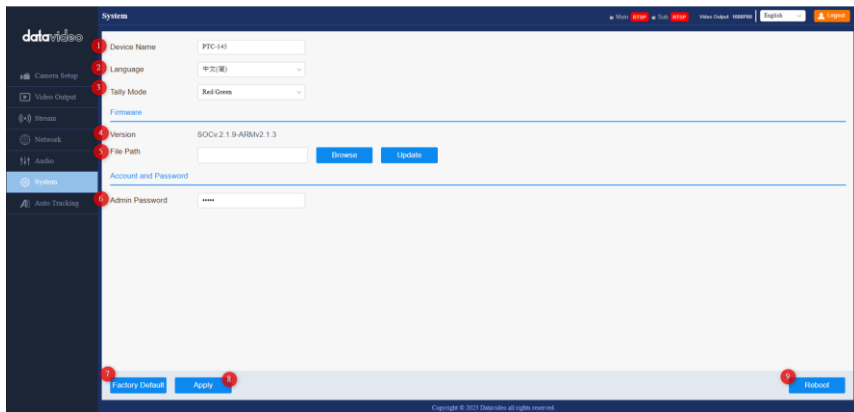 System
Main RTSP Sub RTSP Video Output: 1080P60 English Logout
datavideo
1 Device Name PTC-145
2 Language 中文(简)
3 Tally Mode Red/Green
Firmware
4 Version SOCv.2.1.9-ARMv2.1.3
5 File Path Browse Update
Account and Password
6 Admin Password •••••
Camera Setup
Video Output
Stream
Network
Audio
System
Auto Tracking
7 Factory Default
8 Apply
9 Reboot
Copyright © 2023 Datavideo all rights reserved.